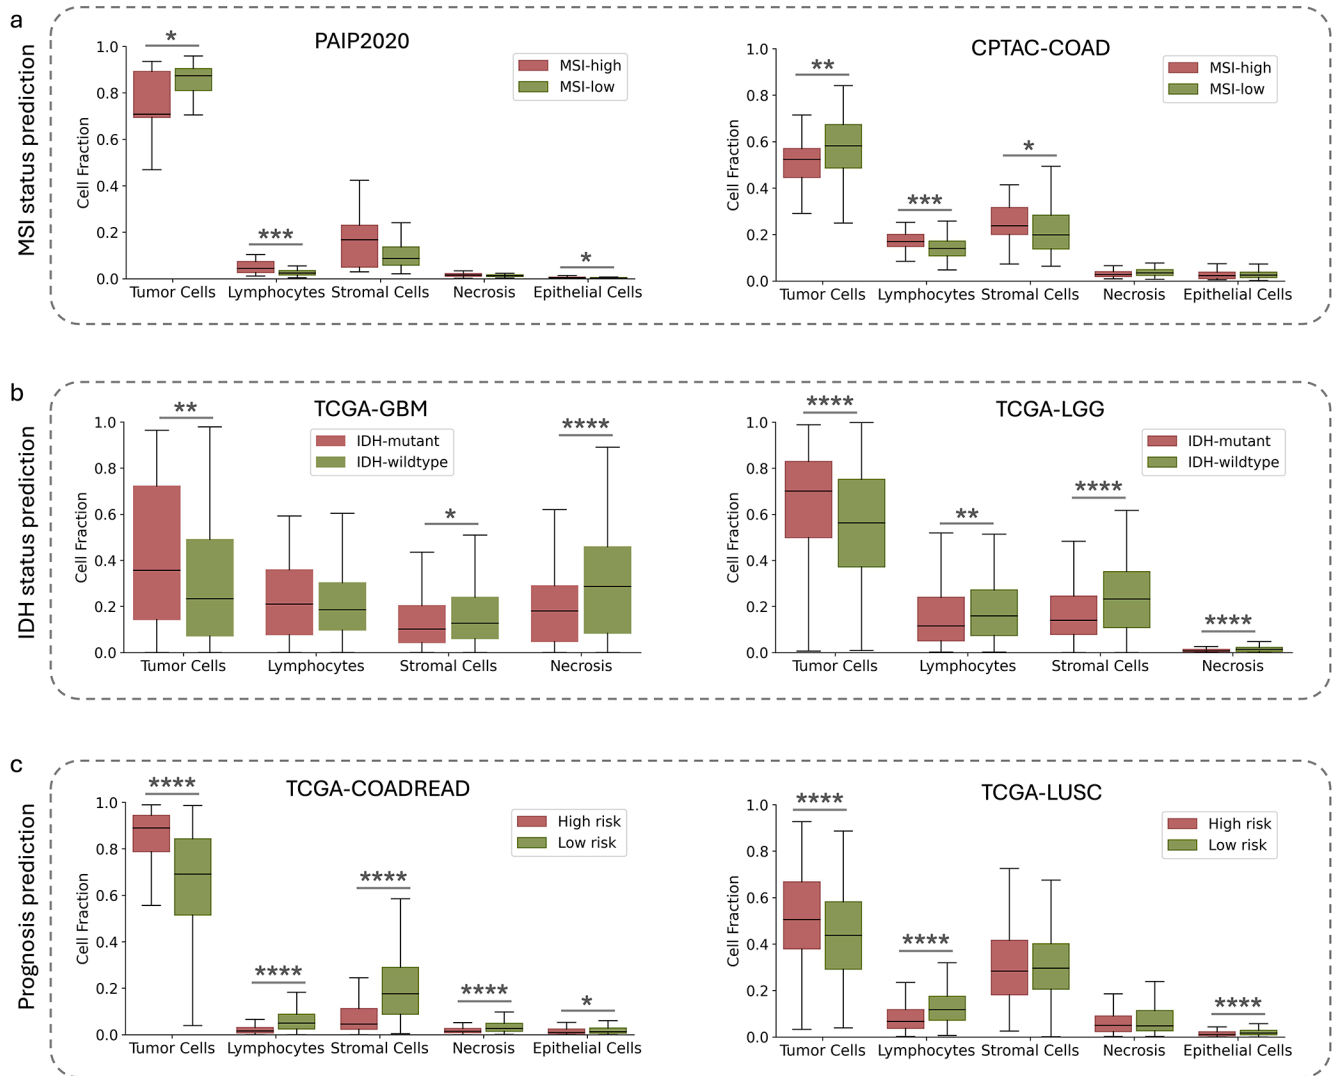 a
MSI status prediction
PAIP2020
*
1.0
0.8
0.6
0.4
0.2
0.0
Cell Fraction
MSI-high
MSI-low
***
*
Tumor Cells Lymphocytes Stromal Cells Necrosis Epithelial Cells
CPTAC-COAD
**
1.0
0.8
0.6
0.4
0.2
0.0
Cell Fraction
MSI-high
MSI-low
***
*
Tumor Cells Lymphocytes Stromal Cells Necrosis Epithelial Cells
b
IDH status prediction
TCGA-GBM
**
1.0
0.8
0.6
0.4
0.2
0.0
Cell Fraction
IDH-mutant
IDH-wildtype
*
****
Tumor Cells Lymphocytes Stromal Cells Necrosis
TCGA-LGG
****
1.0
0.8
0.6
0.4
0.2
0.0
Cell Fraction
IDH-mutant
IDH-wildtype
**
****
****
Tumor Cells Lymphocytes Stromal Cells Necrosis
c
Prognosis prediction
TCGA-COADREAD
****
1.0
0.8
0.6
0.4
0.2
0.0
Cell Fraction
High risk
Low risk
****
****
****
*
Tumor Cells Lymphocytes Stromal Cells Necrosis Epithelial Cells
TCGA-LUSC
****
1.0
0.8
0.6
0.4
0.2
0.0
Cell Fraction
High risk
Low risk
****
****
Tumor Cells Lymphocytes Stromal Cells Necrosis Epithelial Cells